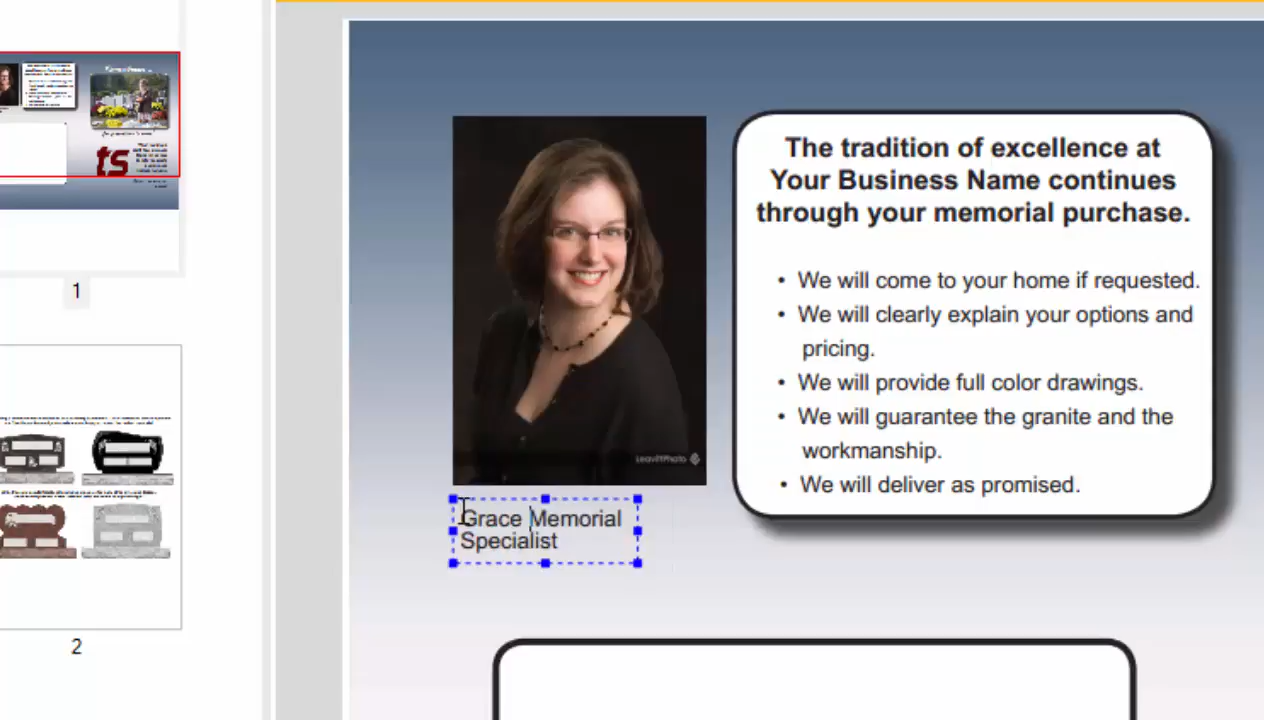 ts
1
2
The tradition of excellence at
Your Business Name continues
through your memorial purchase.
• We will come to your home if requested.
• We will clearly explain your options and
pricing.
• We will provide full color drawings.
• We will guarantee the granite and the
workmanship.
• We will deliver as promised.
LeavittPhoto
Grace Memorial
Specialist